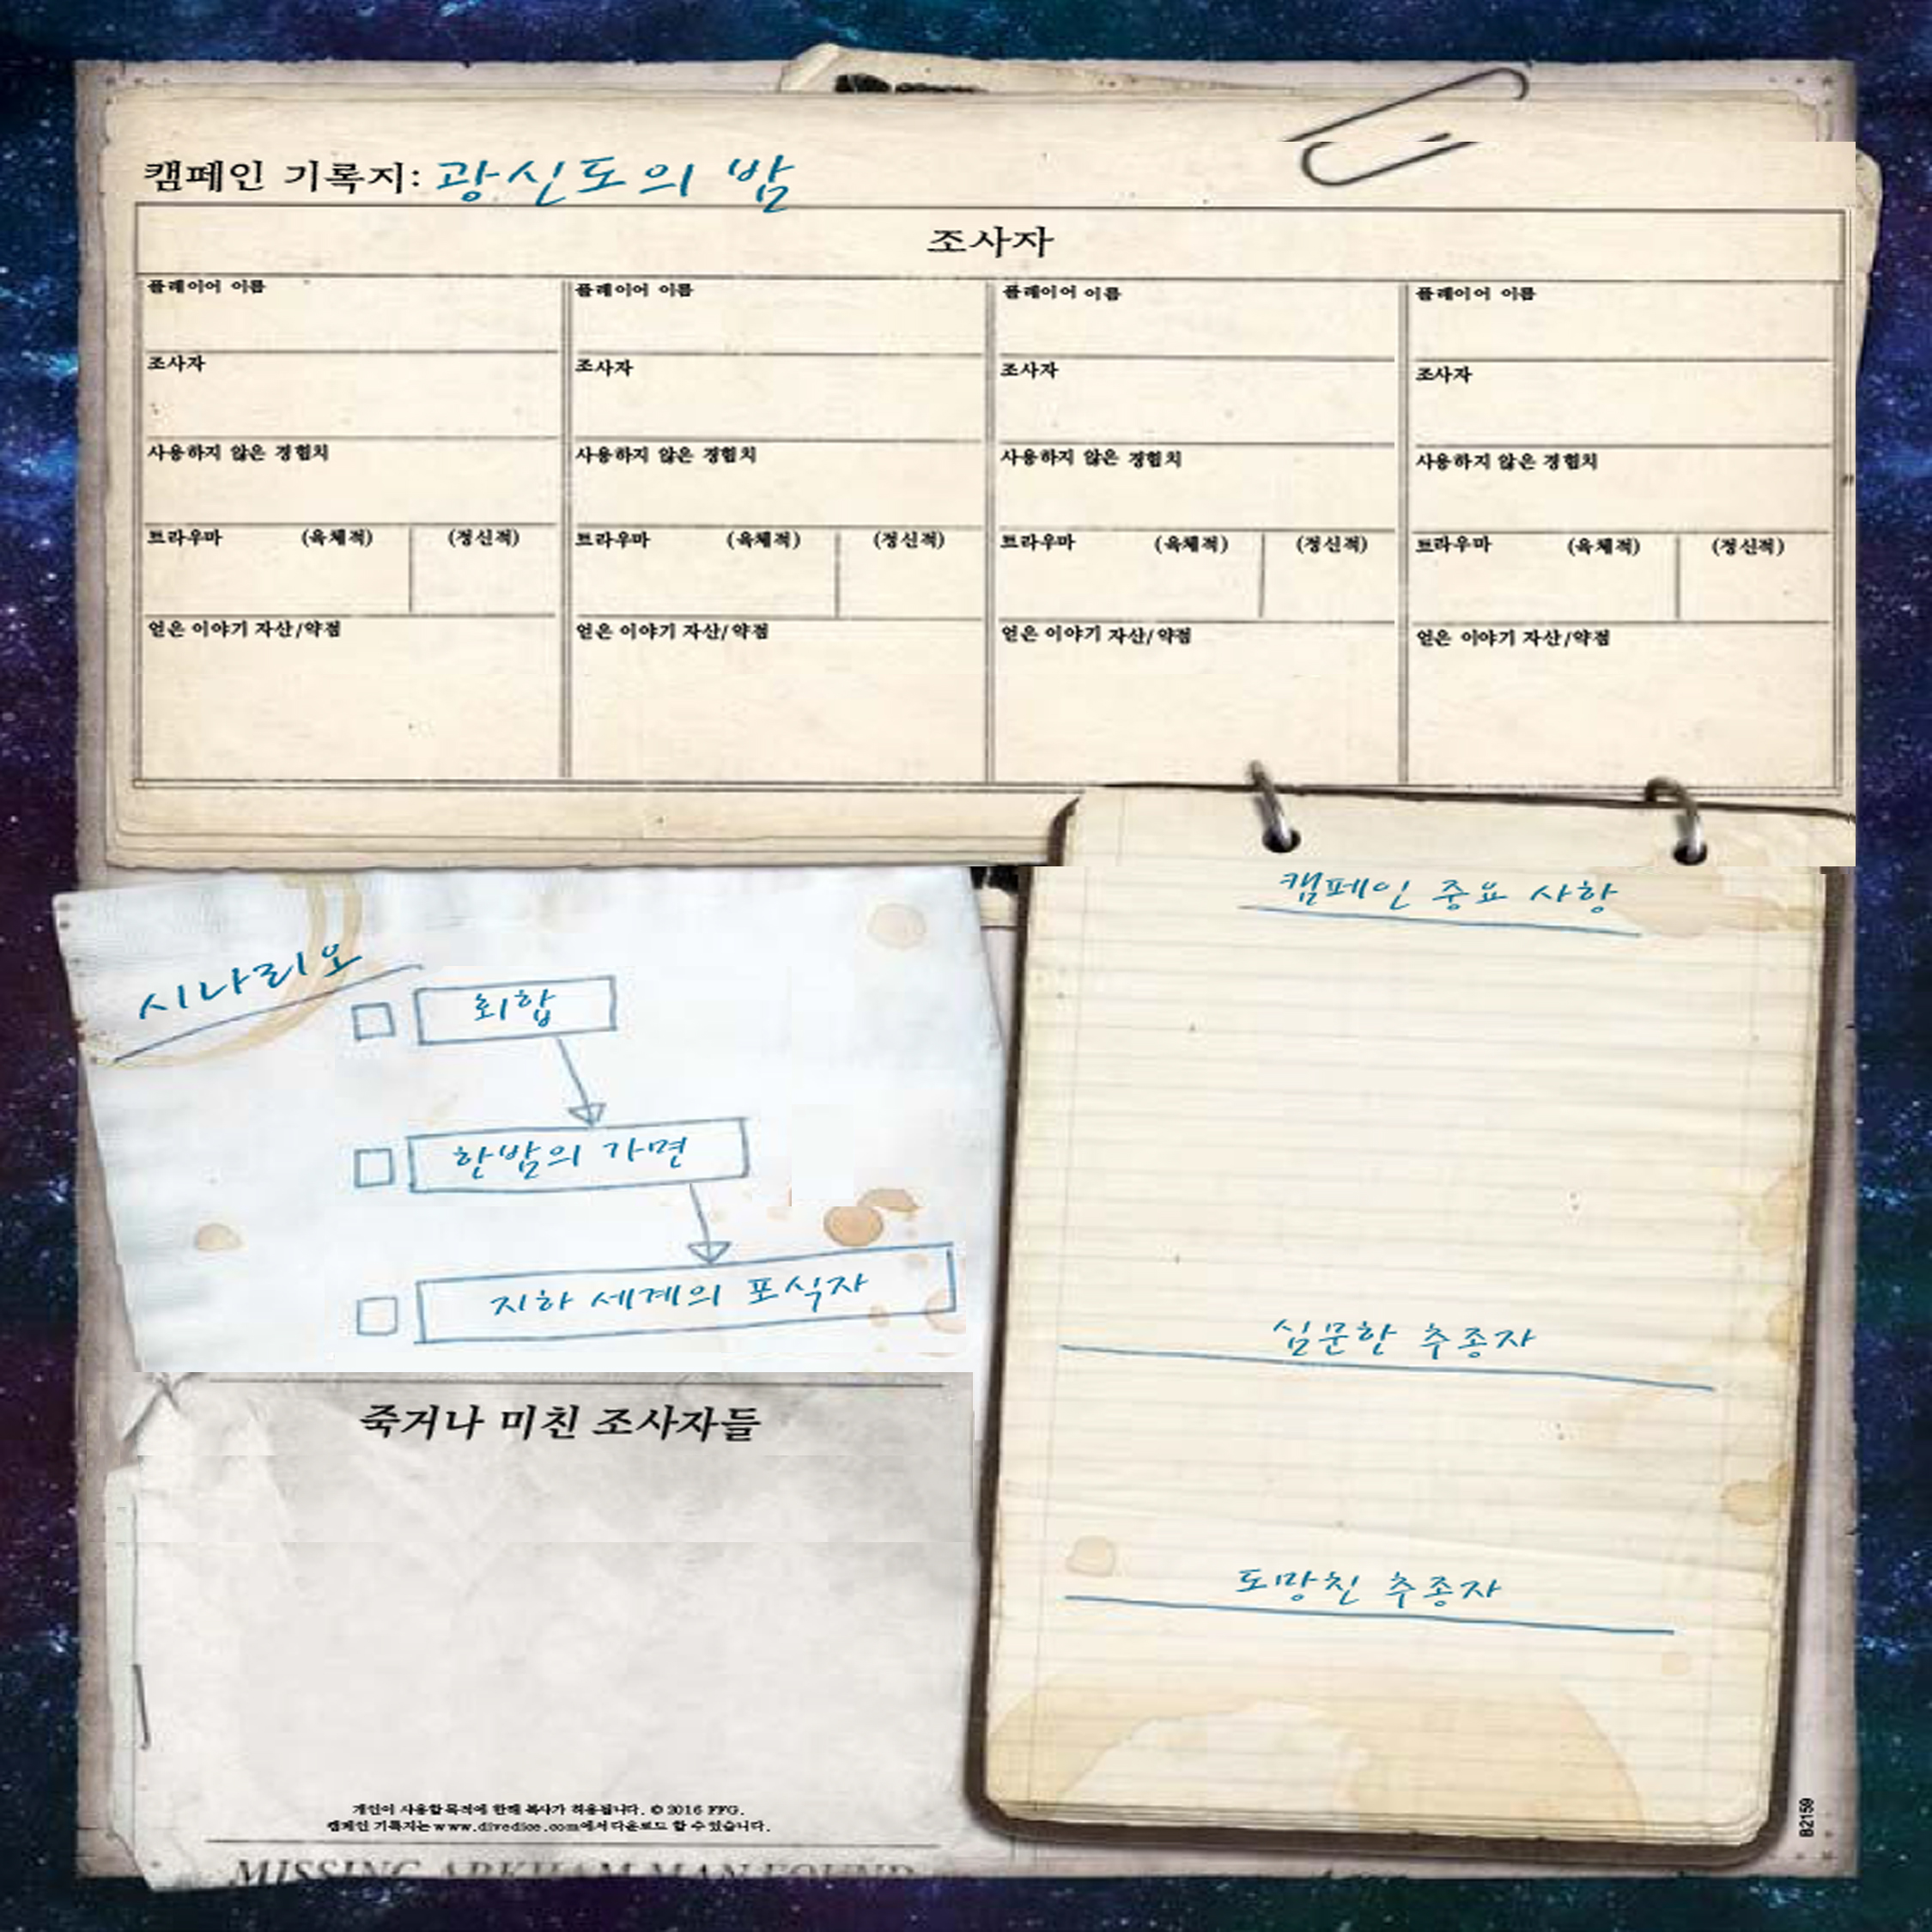 캠페인 기록지: 광신도의 밤
조사자
플레이어 이름 플레이어 이름 플레이어 이름 플레이어 이름
조사자 조사자 조사자 조사자
사용하지 않은 경험치 사용하지 않은 경험치 사용하지 않은 경험치 사용하지 않은 경험치
트라우마 (육체적) (정신적) 트라우마 (육체적) (정신적) 트라우마 (육체적) (정신적) 트라우마 (육체적) (정신적)
얻은 이야기 자산/약점 얻은 이야기 자산/약점 얻은 이야기 자산/약점 얻은 이야기 자산/약점
시나리오
회합
한밤의 가면
지하 세계의 포식자
죽거나 미친 조사자들
개인이 사용할 목적에 한해 복사가 허용됩니다. © 2016 FFG.
캠페인 기록지는 www.divedice.com에서 다운로드 할 수 있습니다.
MISSING ARKHAM MAN FOUND
캠페인 중요 사항
심문한 추종자
도망친 추종자
82159